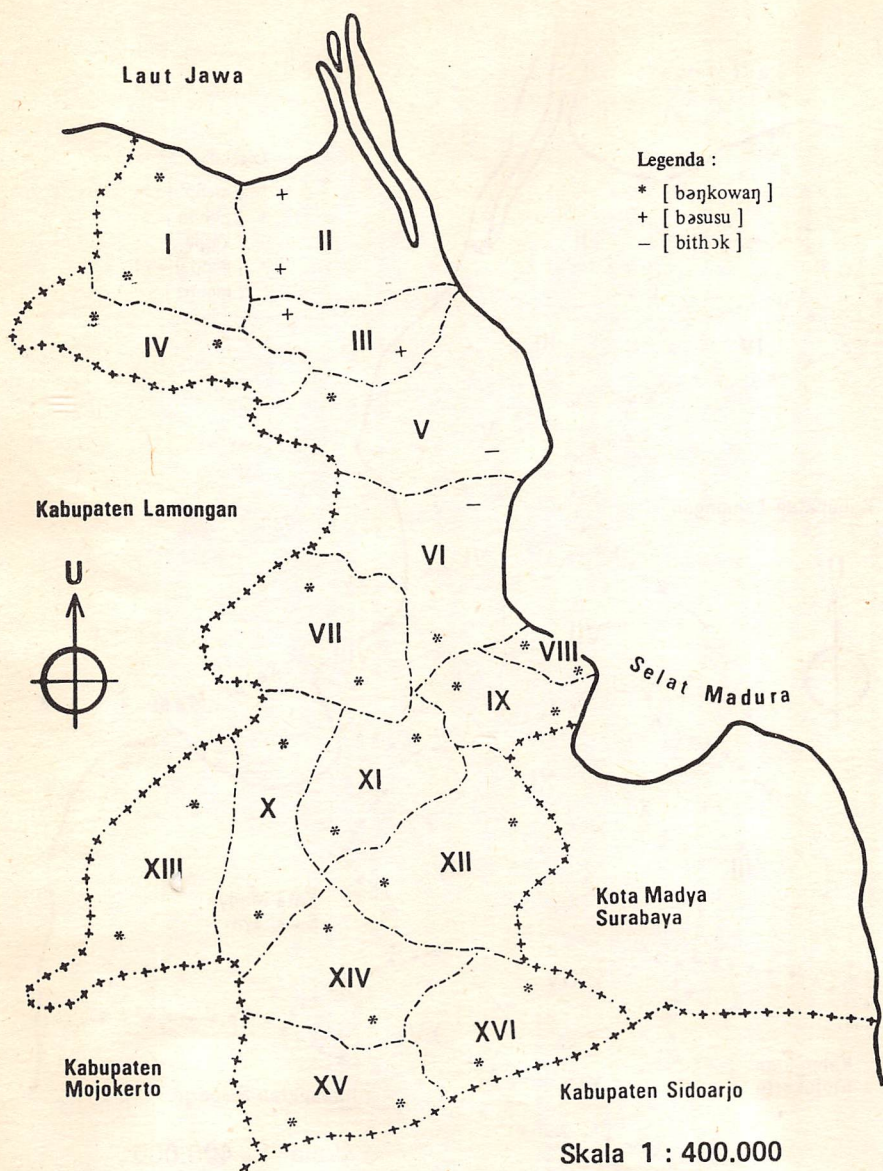 Laut Jawa
Legenda :
* [ bəŋkowaŋ ]
+ [ bəsusu ]
– [ bithɔk ]
I
II
III
IV
V
Kabupaten Lamongan
U
VI
VII
VIII
Selat Madura
IX
XI
X
XIII
XII
Kota Madya
Surabaya
XIV
XVI
Kabupaten
Mojokerto
XV
Kabupaten Sidoarjo
Skala 1 : 400.000